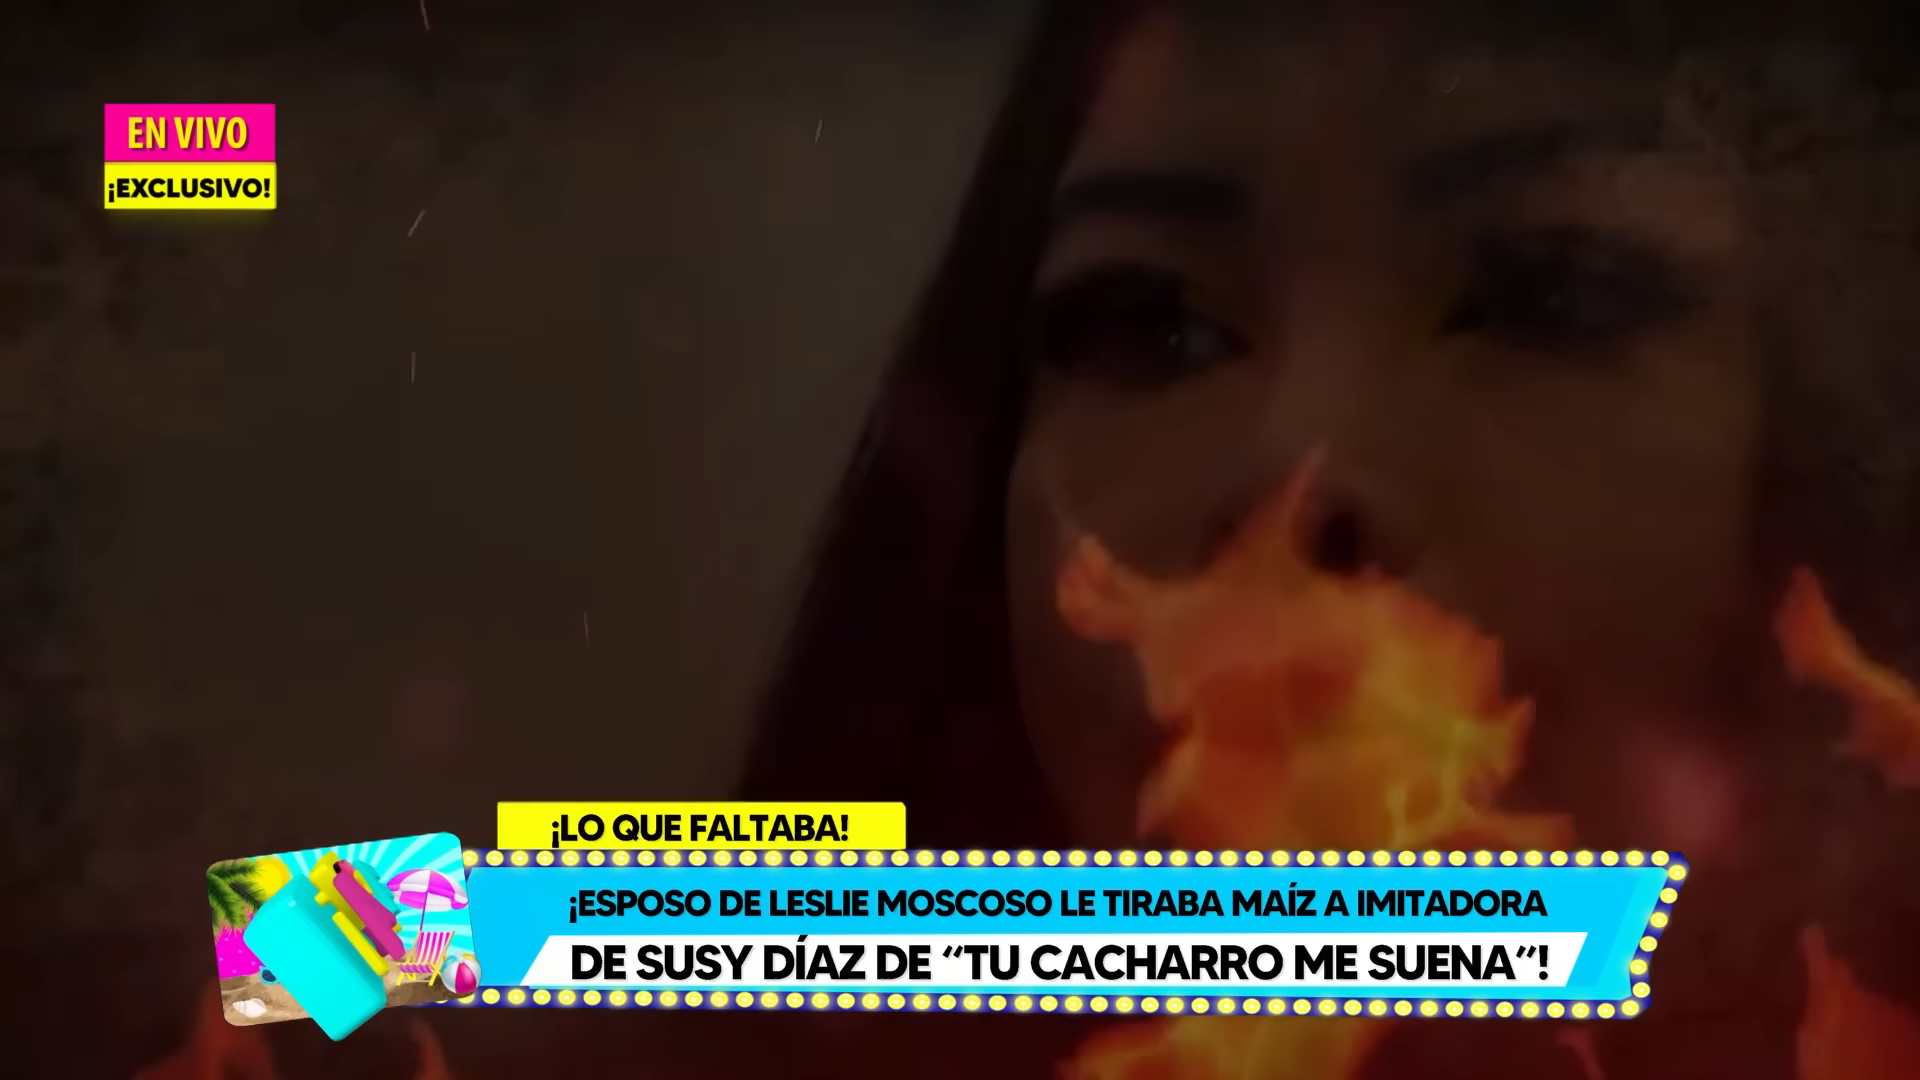 EN VIVO
¡EXCLUSIVO!
¡LO QUE FALTABA!
¡ESPOSO DE LESLIE MOSCOSO LE TIRABA MAÍZ A IMITADORA
DE SUSY DÍAZ DE “TU CACHARRO ME SUENA“!